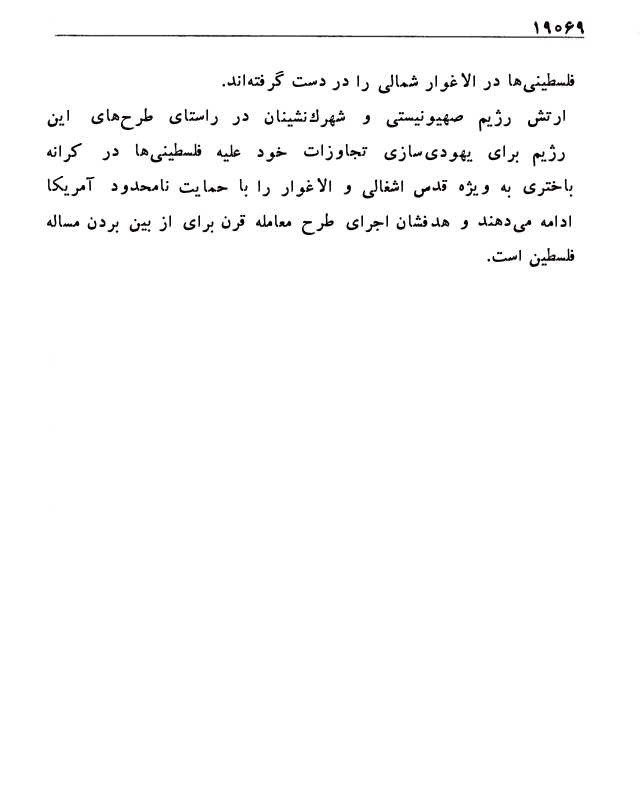 ۱۹۰۶۹
فلسطینی‌ها در الاغوار شمالی را در دست گرفته‌اند.
ارتش رژیم صهیونیستی و شهرك‌نشینان در راستای طرح‌های این
رژیم برای یهودی‌سازی تجاوزات خود علیه فلسطینی‌ها در کرانه
باختری به ویژه قدس اشغالی و الاغوار را با حمایت نامحدود آمریکا
ادامه می‌دهند و هدفشان اجرای طرح معامله قرن برای از بین بردن مساله
فلسطین است.